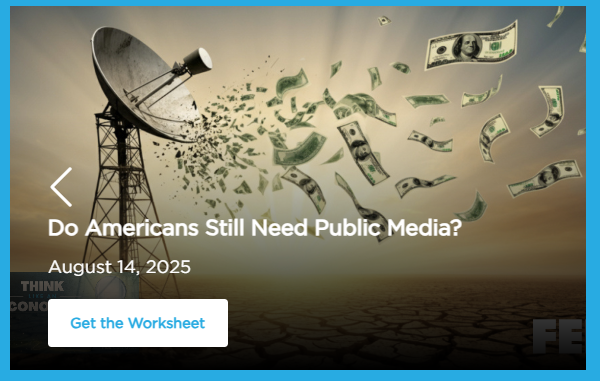 Do Americans Still Need Public Media?
August 14, 2025
THINK
Get the Worksheet